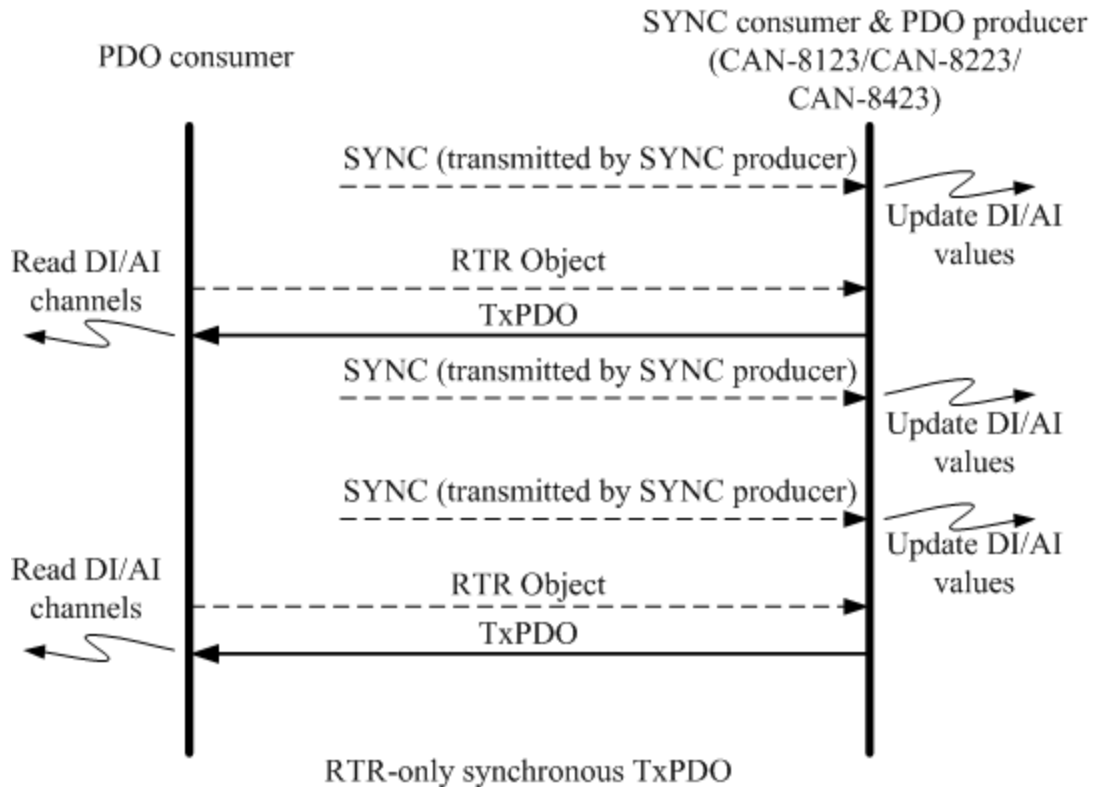 PDO consumer
SYNC consumer & PDO producer
(CAN-8123/CAN-8223/
CAN-8423)
SYNC (transmitted by SYNC producer)
Update DI/AI
values
Read DI/AI
channels
RTR Object
TxPDO
SYNC (transmitted by SYNC producer)
Update DI/AI
values
SYNC (transmitted by SYNC producer)
Update DI/AI
values
Read DI/AI
channels
RTR Object
TxPDO
RTR-only synchronous TxPDO